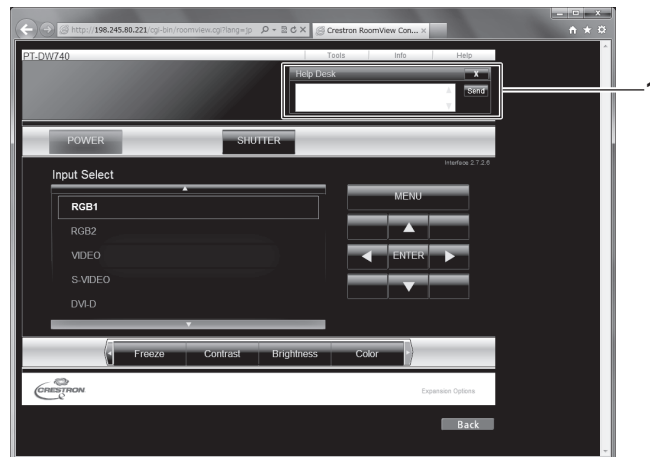 http://198.245.80.221/cgi-bin/roomview.cgi?lang=jp
Crestron RoomView Con...
PT-DW740
Tools Info Help
Help Desk X
Send
POWER SHUTTER
Interface 2.7.2.6
Input Select
MENU
RGB1
RGB2
VIDEO ENTER
S-VIDEO
DVI-D
Freeze Contrast Brightness Color
CRESTRON
Expansion Options
Back